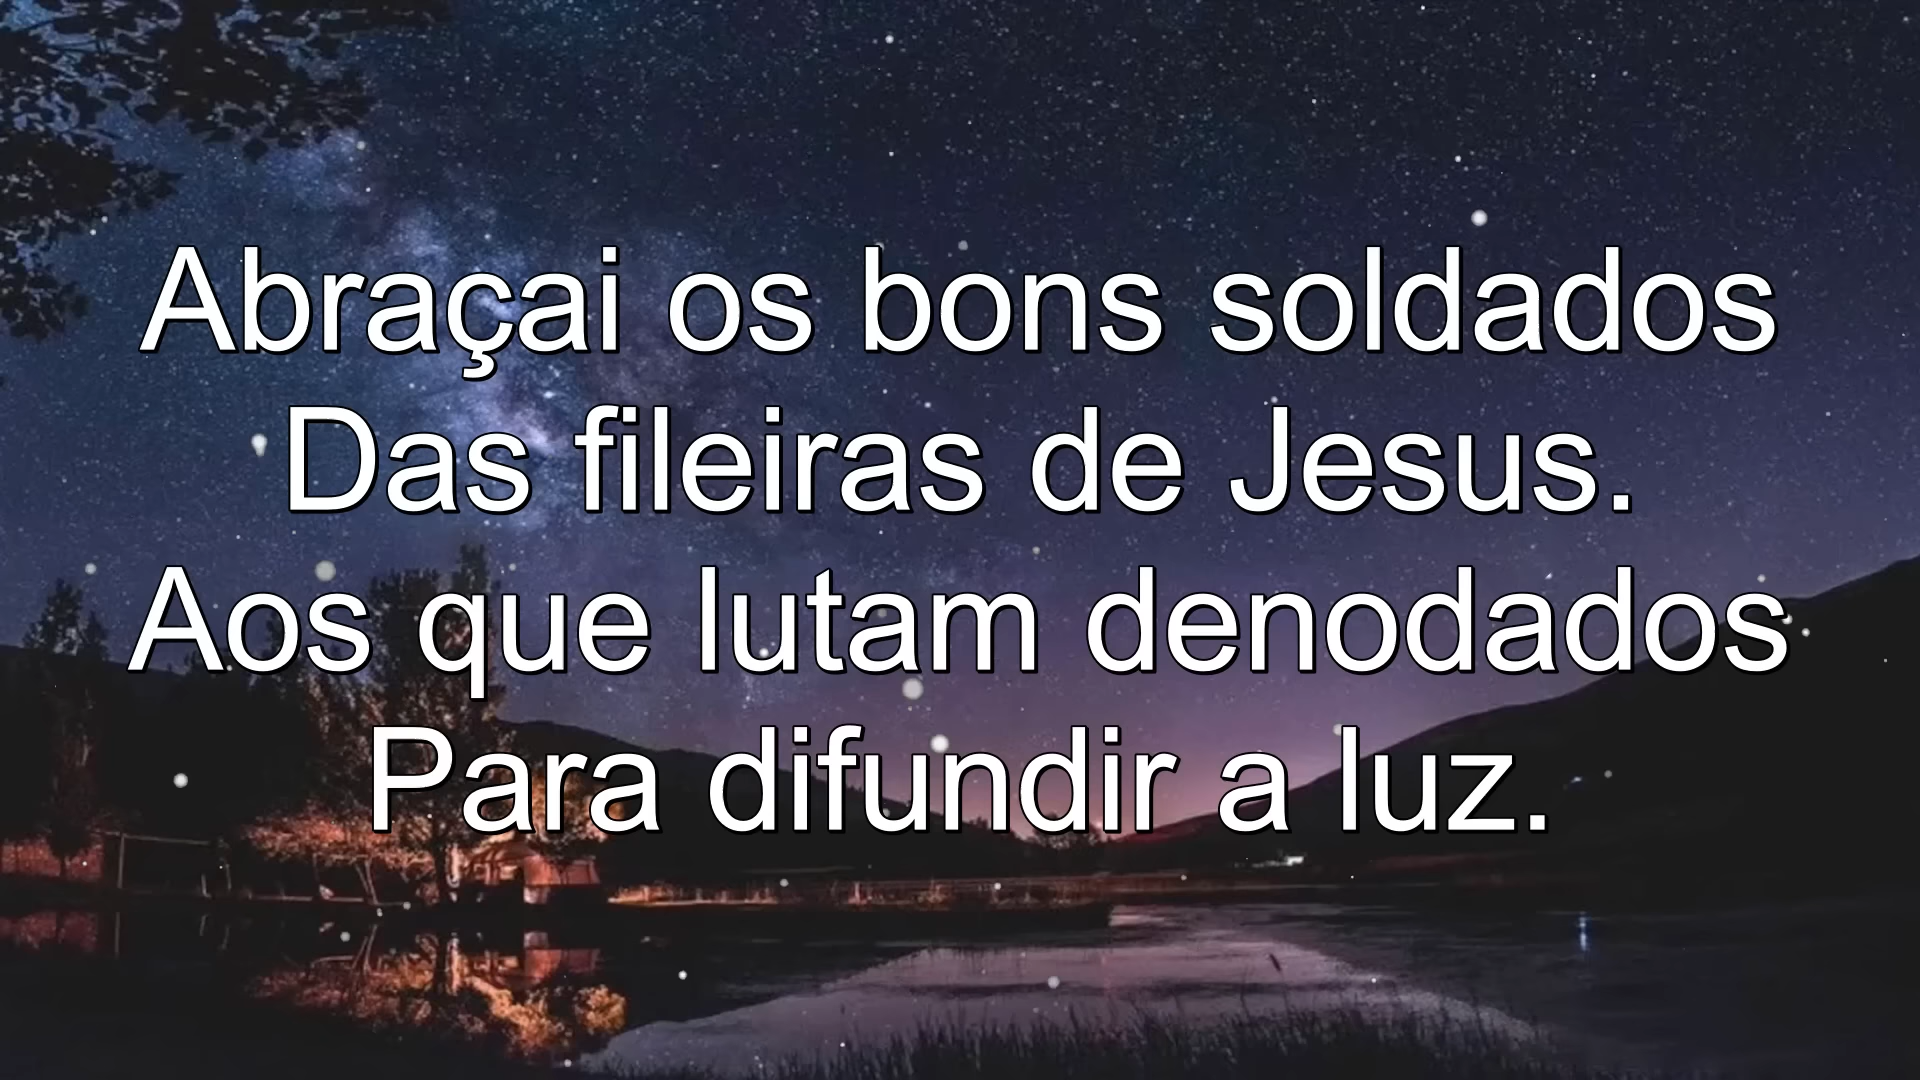 Abraçai os bons soldados
Das fileiras de Jesus.
Aos que lutam denodados
Para difundir a luz.